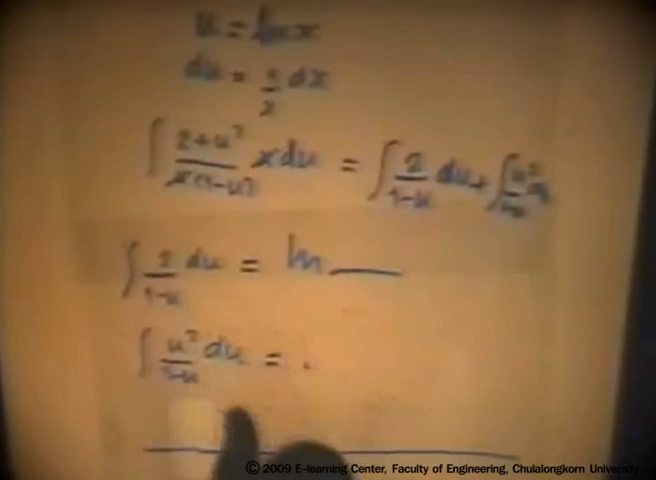 u = ln x
du = 1/x dx
∫ (2+u²)/(x(1-u)) x du = ∫ 2/(1-u) du + ∫ u²/(1-u) du
∫ 2/(1-u) du = ln ____
∫ u²/(1-u) du =
© 2009 E-learning Center, Faculty of Engineering, Chulalongkorn University